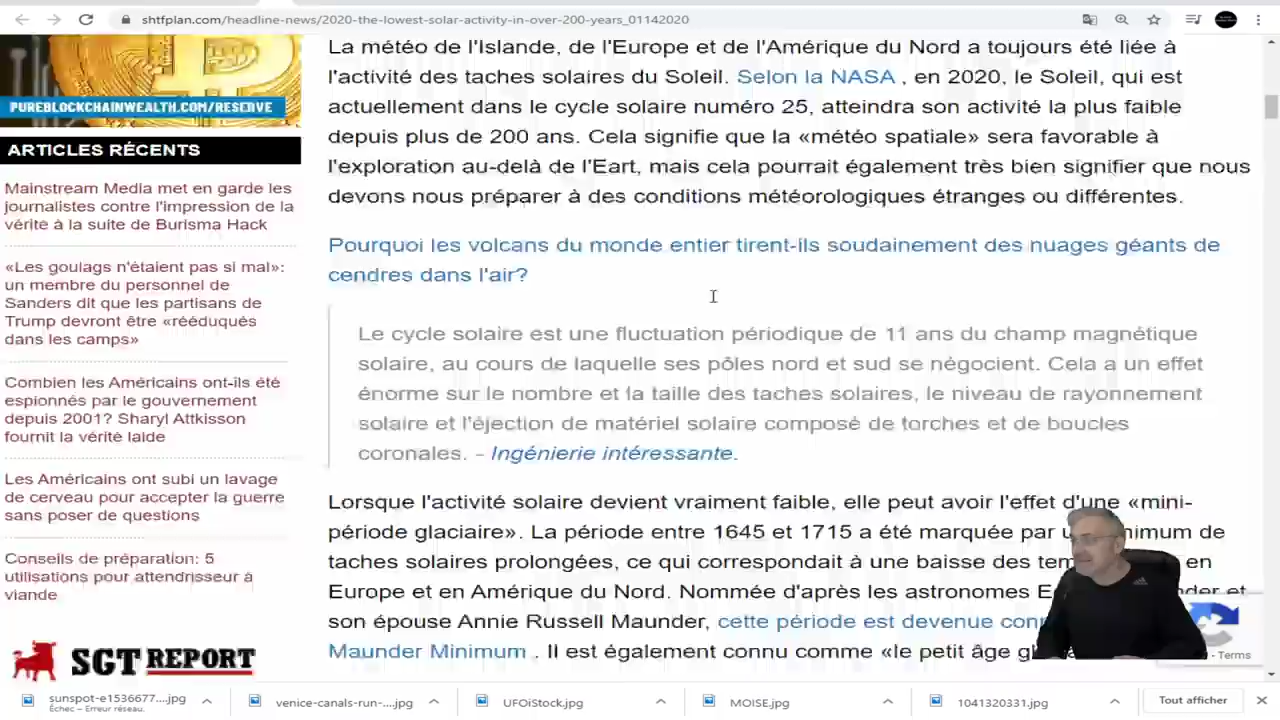 shtfplan.com/headline-news/2020-the-lowest-solar-activity-in-over-200-years_01142020
PUREBLOCKCHAINWEALTH.COM/RESERVE
ARTICLES RÉCENTS
Mainstream Media met en garde les
journalistes contre l'impression de la
vérité à la suite de Burisma Hack
«Les goulags n'étaient pas si mal»:
un membre du personnel de
Sanders dit que les partisans de
Trump devront être «rééduqués
dans les camps»
Combien les Américains ont-ils été
espionnés par le gouvernement
depuis 2001? Sharyl Attkisson
fournit la vérité laide
Les Américains ont subi un lavage
de cerveau pour accepter la guerre
sans poser de questions
Conseils de préparation: 5
utilisations pour attendrisseur à
viande
SGT REPORT
La météo de l'Islande, de l'Europe et de l'Amérique du Nord a toujours été liée à
l'activité des taches solaires du Soleil. Selon la NASA , en 2020, le Soleil, qui est
actuellement dans le cycle solaire numéro 25, atteindra son activité la plus faible
depuis plus de 200 ans. Cela signifie que la «météo spatiale» sera favorable à
l'exploration au-delà de l'Eart, mais cela pourrait également très bien signifier que nous
devons nous préparer à des conditions météorologiques étranges ou différentes.
Pourquoi les volcans du monde entier tirent-ils soudainement des nuages géants de
cendres dans l'air?
Le cycle solaire est une fluctuation périodique de 11 ans du champ magnétique
solaire, au cours de laquelle ses pôles nord et sud se négocient. Cela a un effet
énorme sur le nombre et la taille des taches solaires, le niveau de rayonnement
solaire et l'éjection de matériel solaire composé de torches et de boucles
coronales. - Ingénierie intéressante.
Lorsque l'activité solaire devient vraiment faible, elle peut avoir l'effet d'une «mini-
période glaciaire». La période entre 1645 et 1715 a été marquée par
taches solaires prolongées, ce qui correspondait à une baisse des en
Europe et en Amérique du Nord. Nommée d'après les astronomes et
son épouse Annie Russell Maunder, cette période est devenue
Maunder Minimum . Il est également connu comme «le petit âge
- Terms
sunspot-e1536677....jpg
Échec – Erreur réseau.
venice-canals-run-....jpg
UFOiStock.jpg
MOISE.jpg
1041320331.jpg
Tout afficher